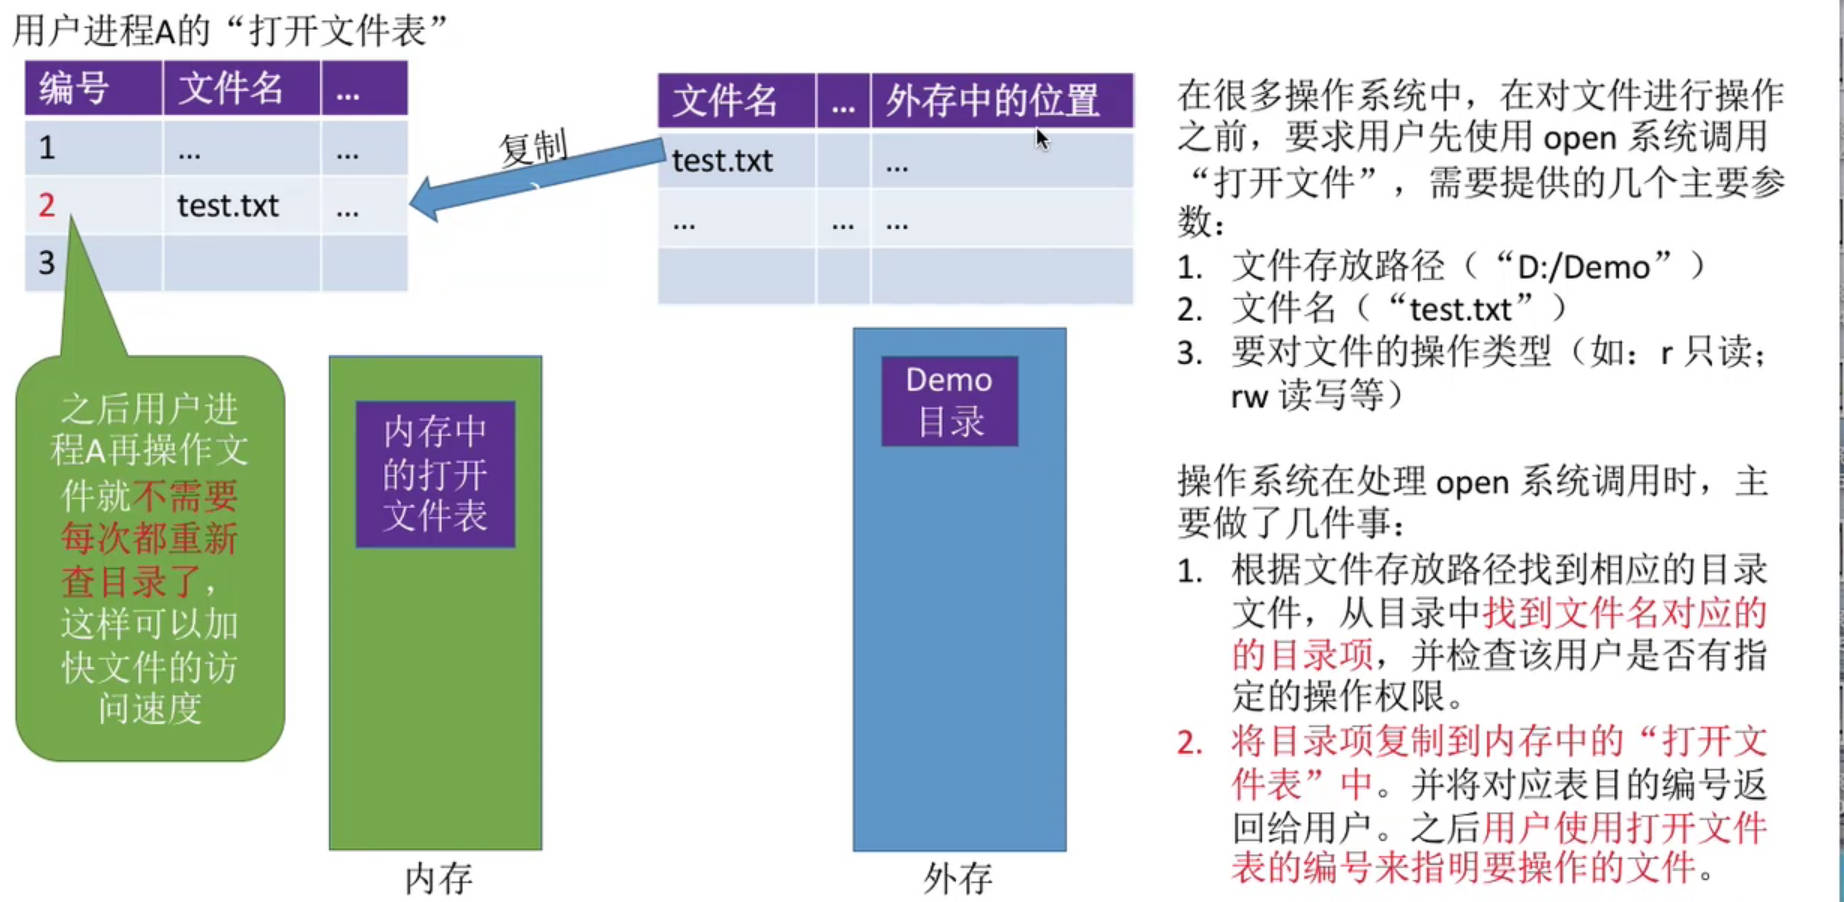 用户进程A的“打开文件表”
编号 文件名 ...
1 ... ...
2 test.txt ...
3
复制
文件名 ... 外存中的位置
test.txt ...
... ... ...
之后用户进
程A再操作文
件就不需要
每次都重新
查目录了，
这样可以加
快文件的访
问速度
内存中
的打开
文件表
内存
Demo
目录
外存
在很多操作系统中，在对文件进行操作
之前，要求用户先使用 open 系统调用
“打开文件”，需要提供的几个主要参
数：
1. 文件存放路径（“D:/Demo”）
2. 文件名（“test.txt”）
3. 要对文件的操作类型（如：r 只读；
rw 读写等）
操作系统在处理 open 系统调用时，主
要做了几件事：
1. 根据文件存放路径找到相应的目录
文件，从目录中找到文件名对应的
的目录项，并检查该用户是否有指
定的操作权限。
2. 将目录项复制到内存中的“打开文
件表”中。并将对应表目的编号返
回给用户。之后用户使用打开文件
表的编号来指明要操作的文件。